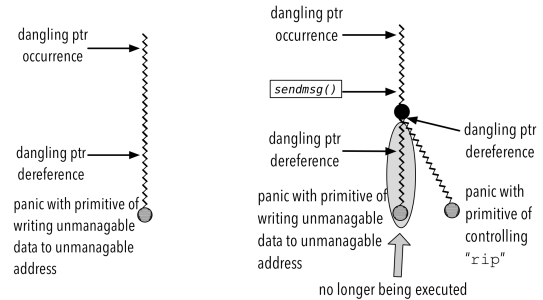 dangling ptr
occurrence
dangling ptr
dereference
panic with primitive of
writing unmanagable
data to unmanagable
address
dangling ptr
occurrence
sendmsg()
dangling ptr
dereference
dangling ptr
dereference
panic with primitive of
writing unmanagable
data to unmanagable
address
panic with
primitive of
controlling
"rip"
no longer being executed